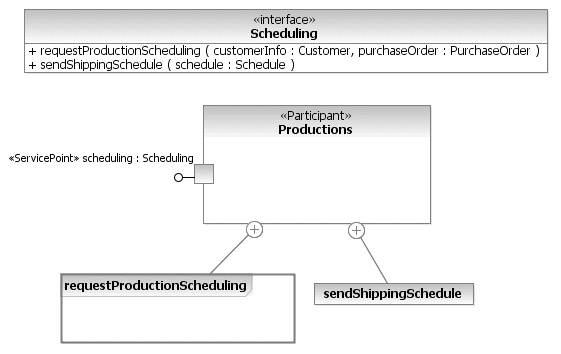 «interface»
Scheduling
+ requestProductionScheduling ( customerInfo : Customer, purchaseOrder : PurchaseOrder )
+ sendShippingSchedule ( schedule : Schedule )
«Participant»
Productions
«ServicePoint» scheduling : Scheduling
requestProductionScheduling
sendShippingSchedule